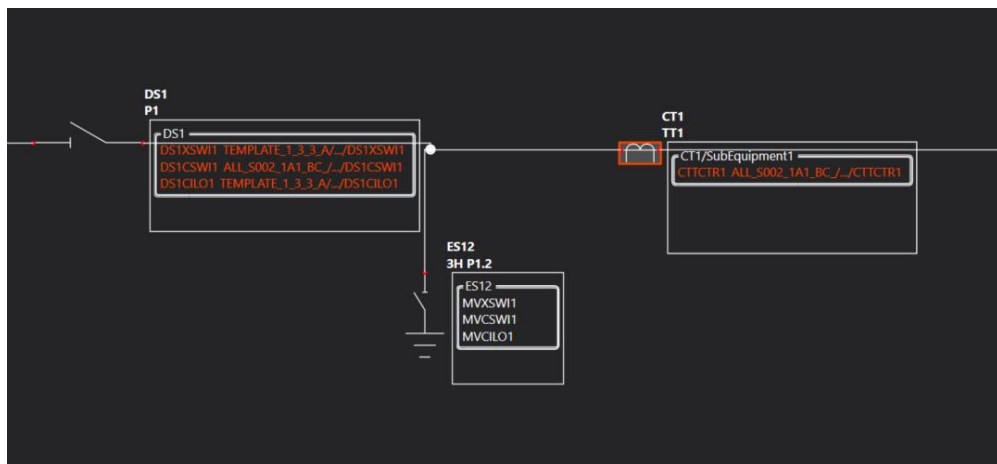 DS1
P1
DS1
DS1XSWI1 TEMPLATE_1_3_3_A/.../DS1XSWI1
DS1CSWI1 ALL_S002_1A1_BC_/.../DS1CSWI1
DS1CILO1 TEMPLATE_1_3_3_A/.../DS1CILO1
CT1
TT1
CT1/SubEquipment1
CTTCTR1 ALL_S002_1A1_BC_/.../CTTCTR1
ES12
3H P1.2
ES12
MVXSWI1
MVCSWI1
MVCILO1